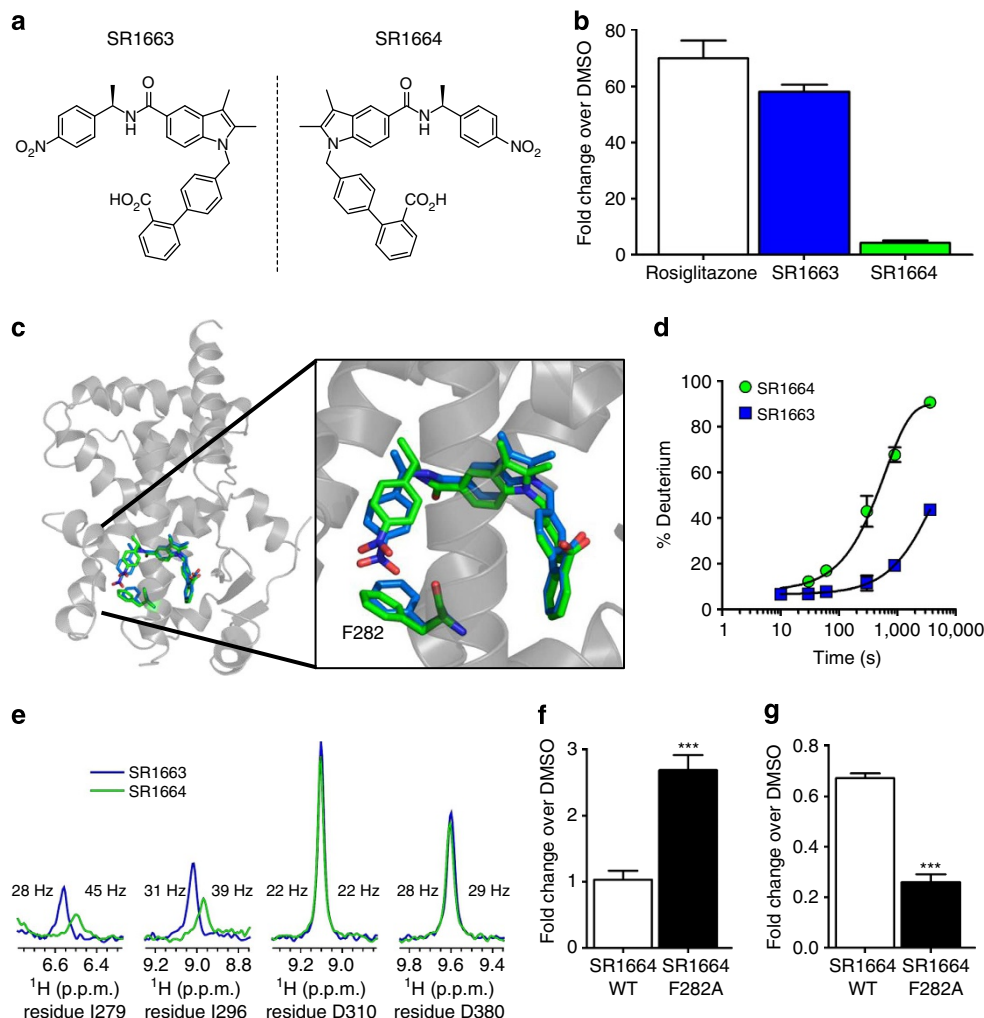 a
SR1663
SR1664
O
N
H
O2N
N
HO2C
O
N
H
NO2
N
CO2H
b
Fold change over DMSO
80
60
40
20
0
Rosiglitazone
SR1663
SR1664
c
F282
d
% Deuterium
100
80
60
40
20
0
SR1664
SR1663
1
10
100
1,000
10,000
Time (s)
e
SR1663
SR1664
28 Hz
45 Hz
31 Hz
39 Hz
22 Hz
22 Hz
28 Hz
29 Hz
6.6 6.4
9.2 9.0 8.8
9.2 9.0
9.8 9.6 9.4
1H (p.p.m.)
residue I279
1H (p.p.m.)
residue I296
1H (p.p.m.)
residue D310
1H (p.p.m.)
residue D380
f
Fold change over DMSO
3
2
1
0
***
SR1664
WT
SR1664
F282A
g
Fold change over DMSO
0.8
0.6
0.4
0.2
0.0
***
SR1664
WT
SR1664
F282A